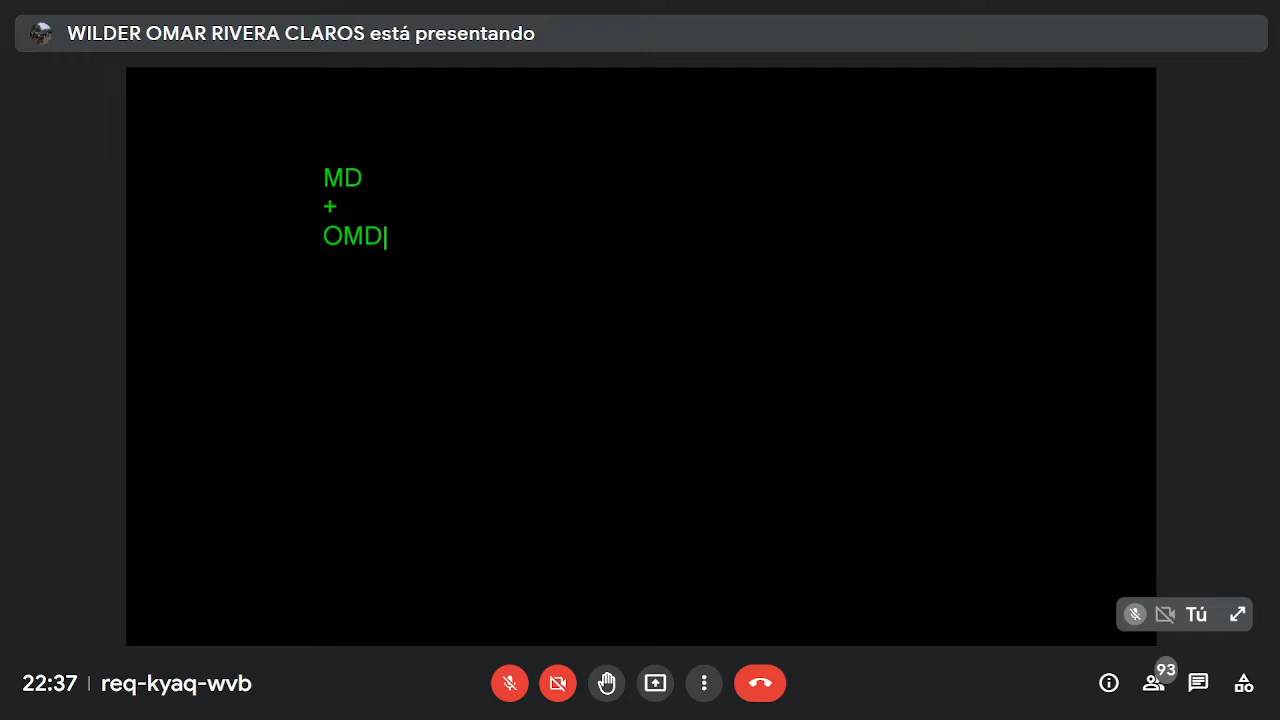 WILDER OMAR RIVERA CLAROS está presentando
MD
+
OMD
Tú
22:37 | req-kyaq-wvb
93